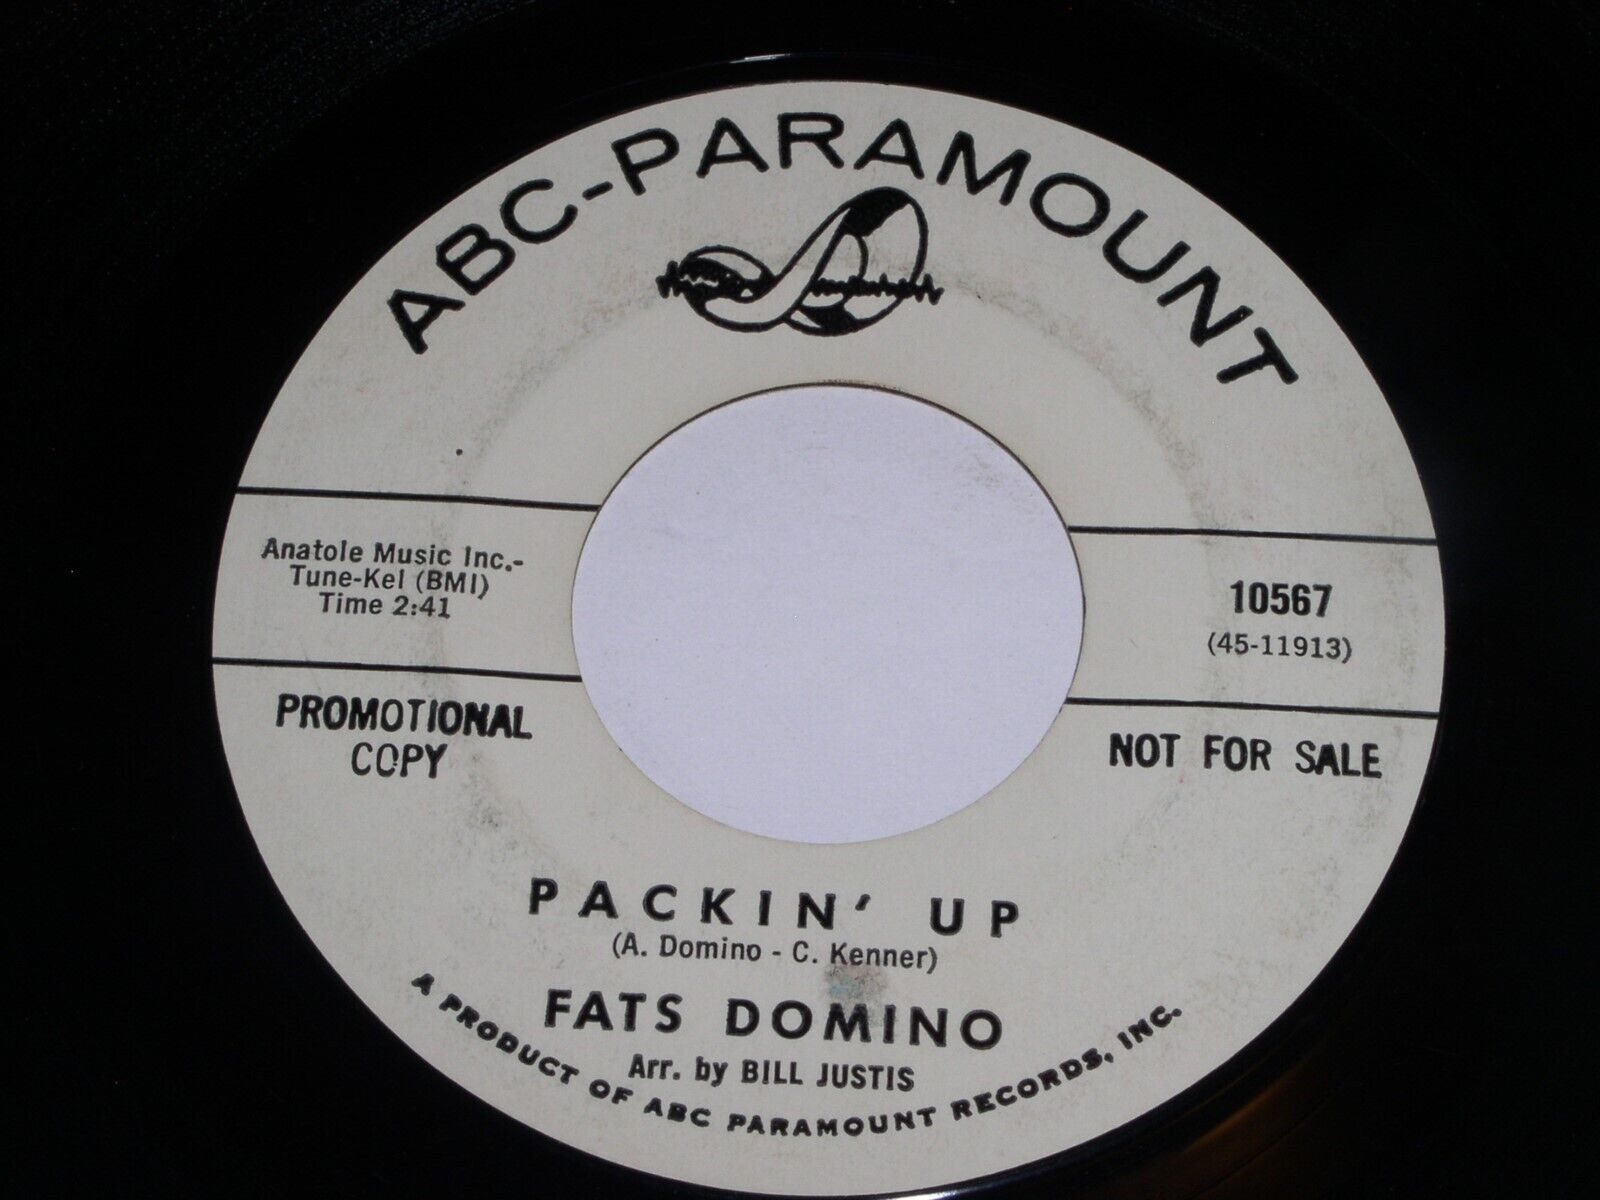 ABC-PARAMOUNT
Anatole Music Inc.-
Tune-Kel (BMI)
Time 2:41
10567
(45-11913)
PROMOTIONAL
COPY
NOT FOR SALE
PACKIN' UP
(A. Domino - C. Kenner)
FATS DOMINO
Arr. by BILL JUSTIS
A PRODUCT OF ABC PARAMOUNT RECORDS, INC.